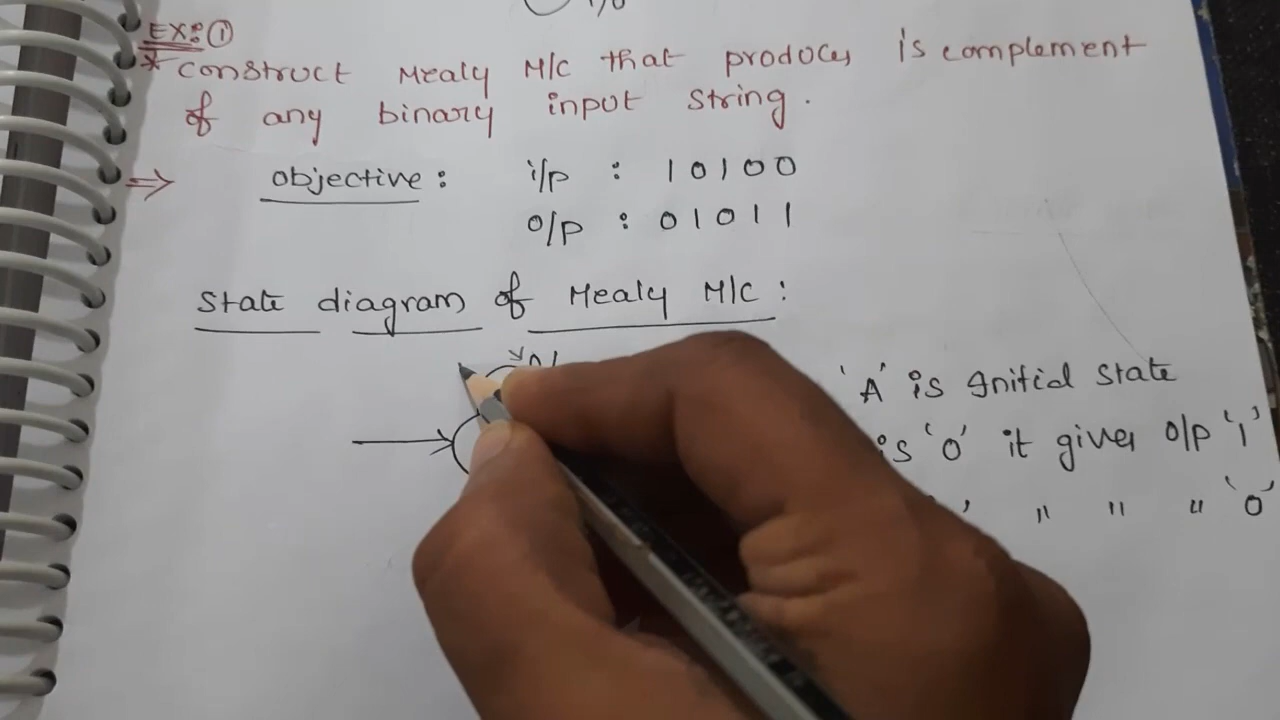 EX:①
* construct Mealy M/c that produces 1's complement
of any binary input string.
⇒ objective : i/p : 10100
o/p : 01011
State diagram of Mealy M/c :
'A' is Initial state
is '0' it gives o/p '1'
" " " '0'